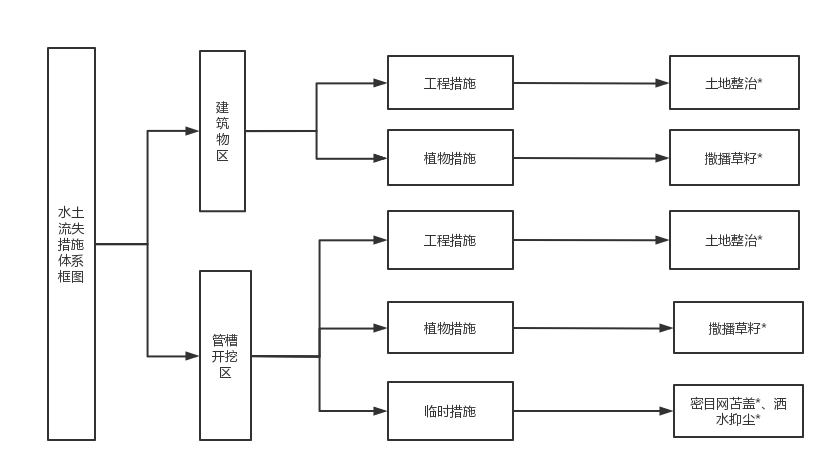 水土
流失
措施
体系
框图
建
筑
物
区
工程措施
土地整治*
植物措施
撒播草籽*
管槽
开挖
区
工程措施
土地整治*
植物措施
撒播草籽*
临时措施
密目网苫盖*、洒
水抑尘*